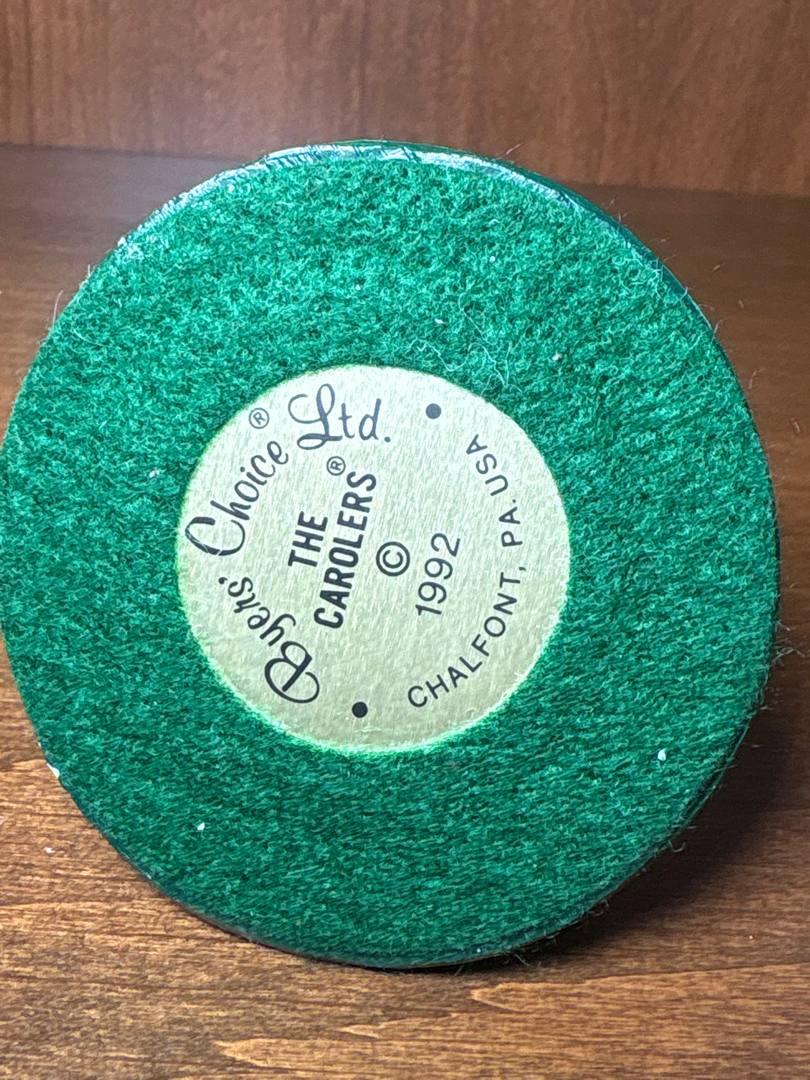 Byers' Choice® Ltd.
THE
CAROLERS®
©
1992
CHALFONT, PA. USA